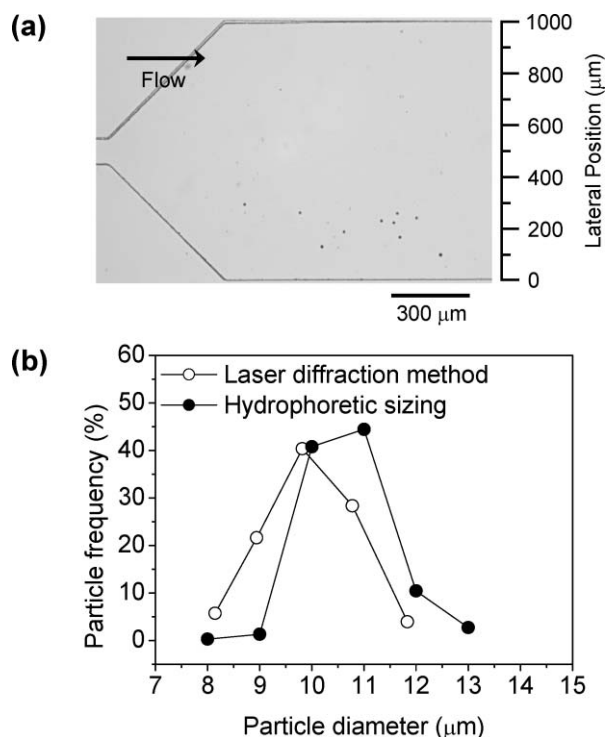 (a)
Flow
1000
800
600
400
200
0
Lateral Position (μm)
300 μm
(b)
60
50
40
30
20
10
0
Particle frequency (%)
Laser diffraction method
Hydrophoretic sizing
7 8 9 10 11 12 13 14 15
Particle diameter (μm)